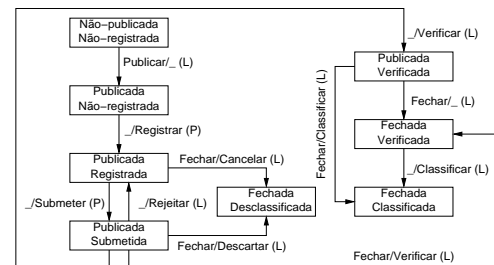 Não−publicada
Não−registrada
Publicar/_ (L)
Publicada
Não−registrada
_/Registrar (P)
Publicada
Registrada
Fechar/Cancelar (L)
_/Submeter (P)
_/Rejeitar (L)
Fechada
Desclassificada
Publicada
Submetida
Fechar/Descartar (L)
_/Verificar (L)
Publicada
Verificada
Fechar/Classificar (L)
Fechar/_ (L)
Fechada
Verificada
_/Classificar (L)
Fechada
Classificada
Fechar/Verificar (L)